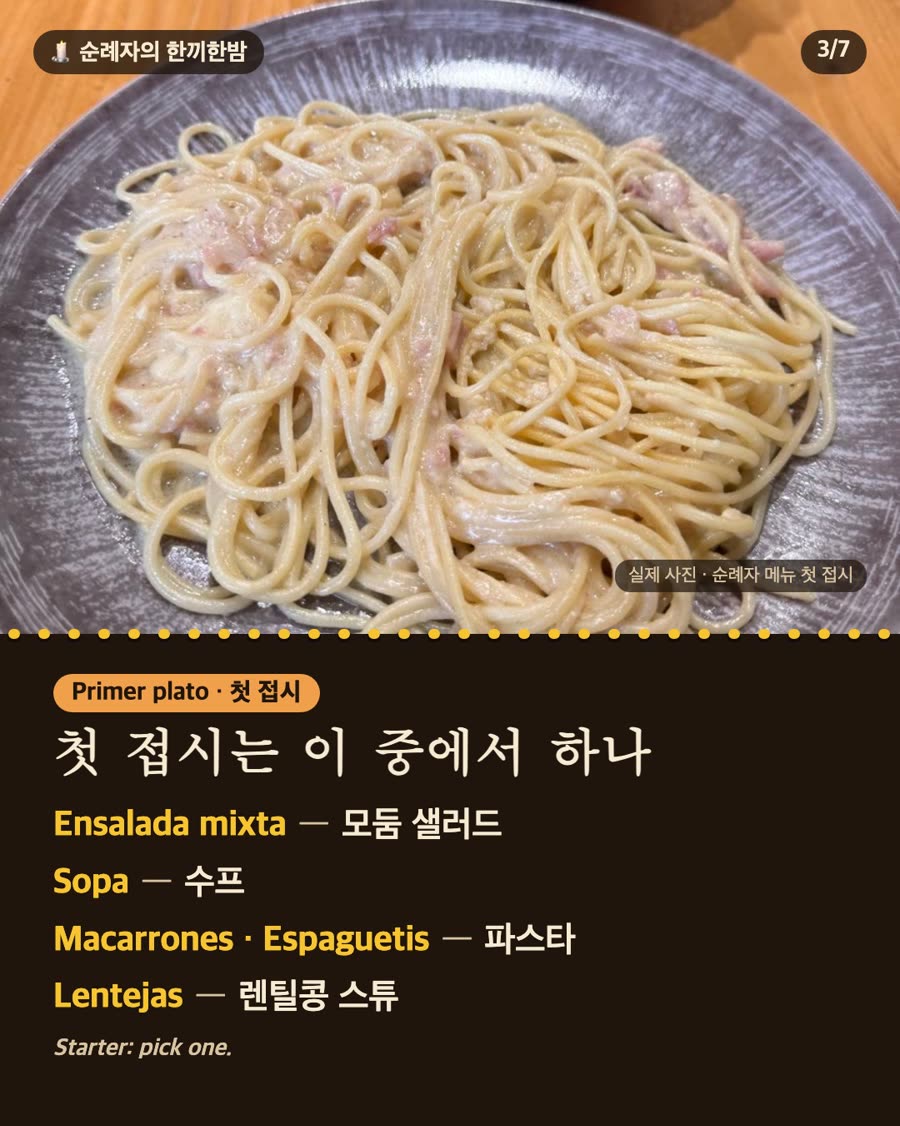 순례자의 한끼한밤
3/7
실제 사진 · 순례자 메뉴 첫 접시
Primer plato · 첫 접시
첫 접시는 이 중에서 하나
Ensalada mixta — 모둠 샐러드
Sopa — 수프
Macarrones · Espaguetis — 파스타
Lentejas — 렌틸콩 스튜
Starter: pick one.